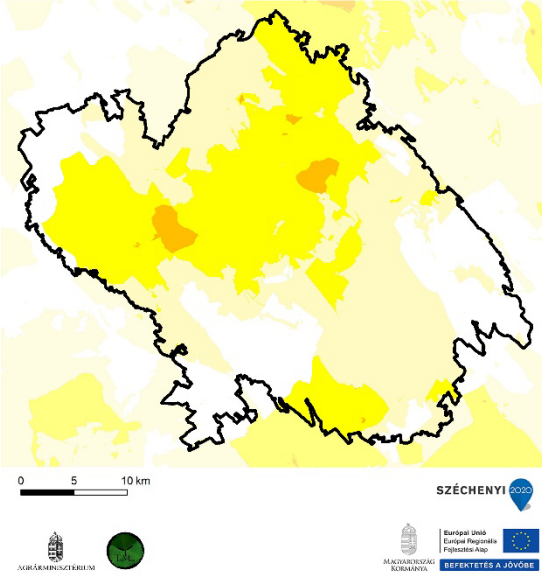 0 5 10 km
SZÉCHENYI 2020
AGRÁRMINISZTÉRIUM
MAGYARORSZÁG
KORMÁNYA
Európai Unió
Európai Regionális
Fejlesztési Alap
BEFEKTETÉS A JÖVŐBE